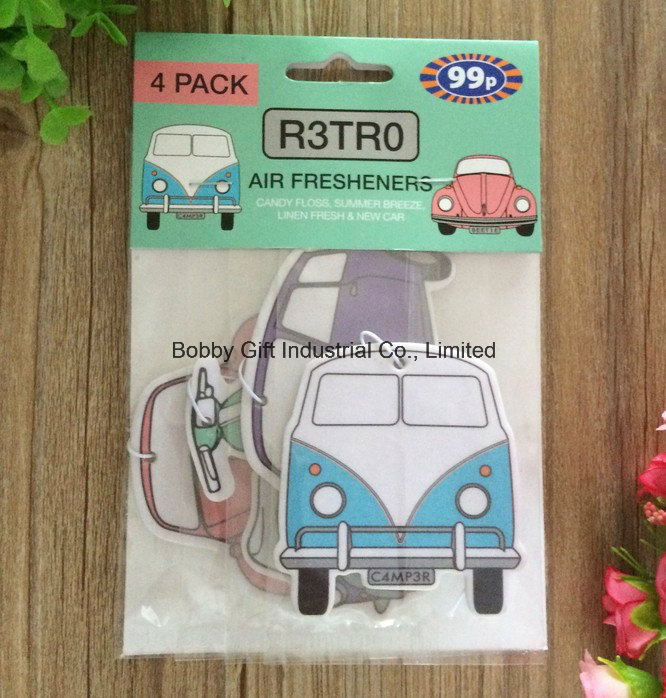 4 PACK
99p
R3TR0
AIR FRESHENERS
CANDY FLOSS, SUMMER BREEZE,
LINEN FRESH & NEW CAR
C4MP3R
Bobby Gift Industrial Co., Limited
C4MP3R